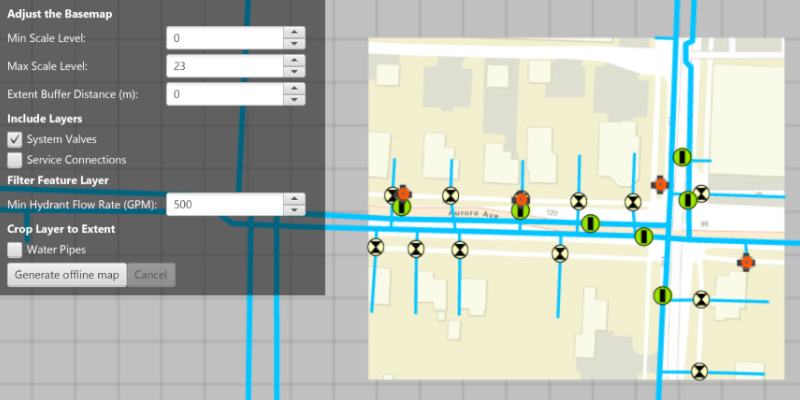 Adjust the Basemap
Min Scale Level: 0
Max Scale Level: 23
Extent Buffer Distance (m): 0
Include Layers
System Valves
Service Connections
Filter Feature Layer
Min Hydrant Flow Rate (GPM): 500
Crop Layer to Extent
Water Pipes
Generate offline map Cancel
Aurora Ave
120
98